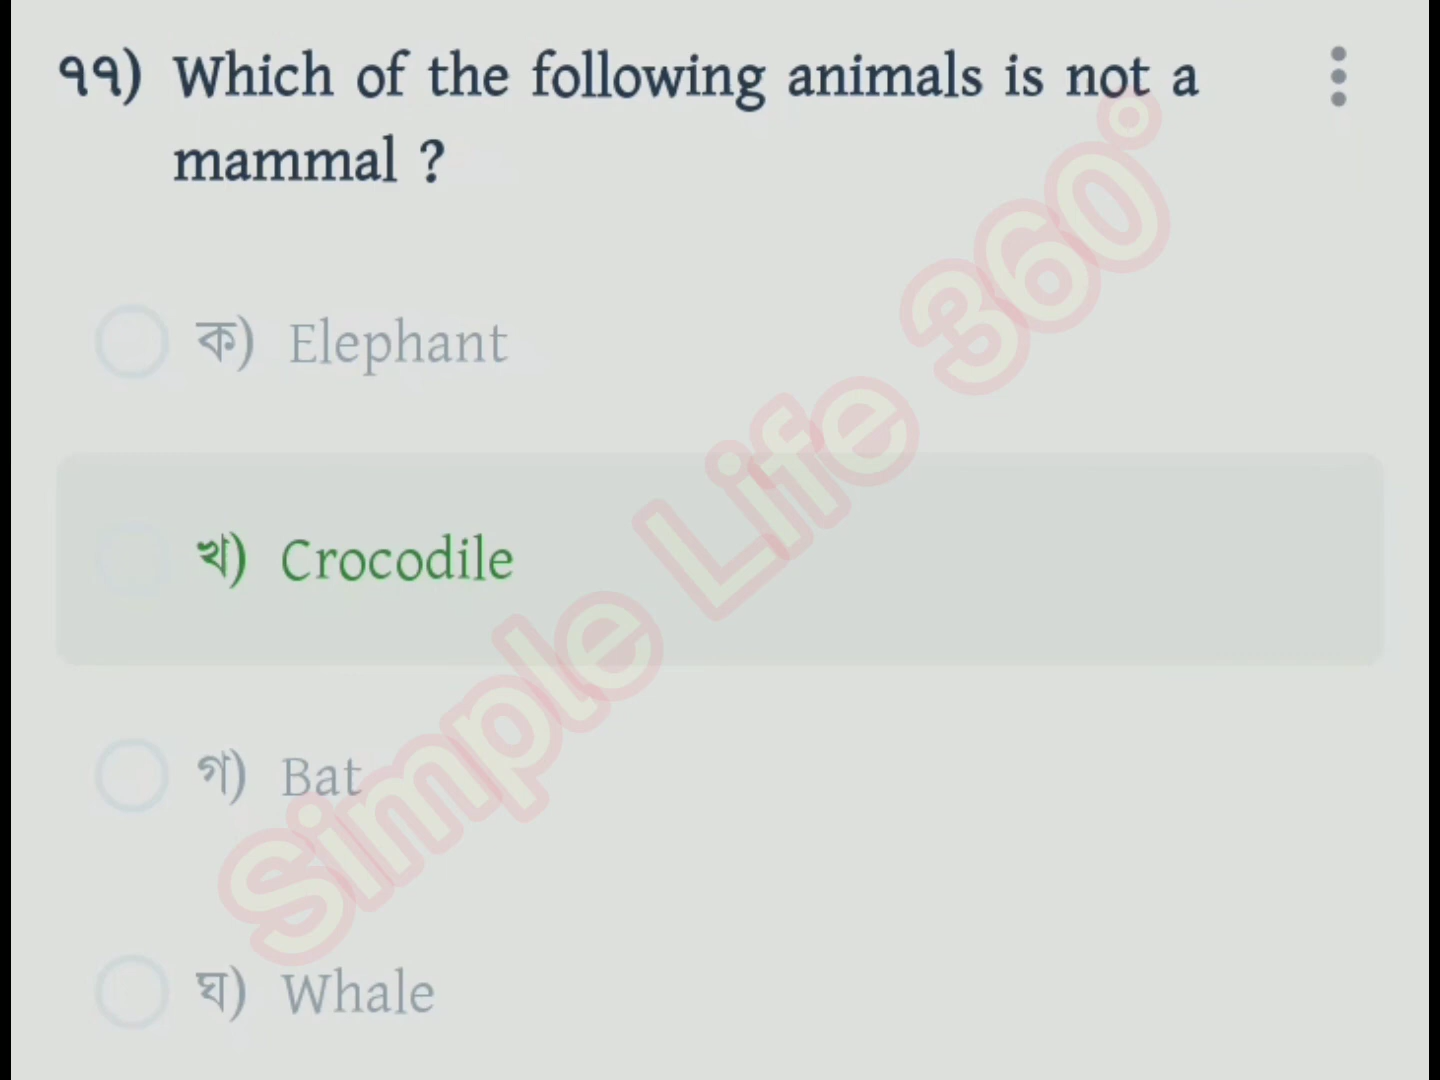 ৭৭) Which of the following animals is not a
mammal ?
ক) Elephant
খ) Crocodile
গ) Bat
ঘ) Whale
Simple Life 360°